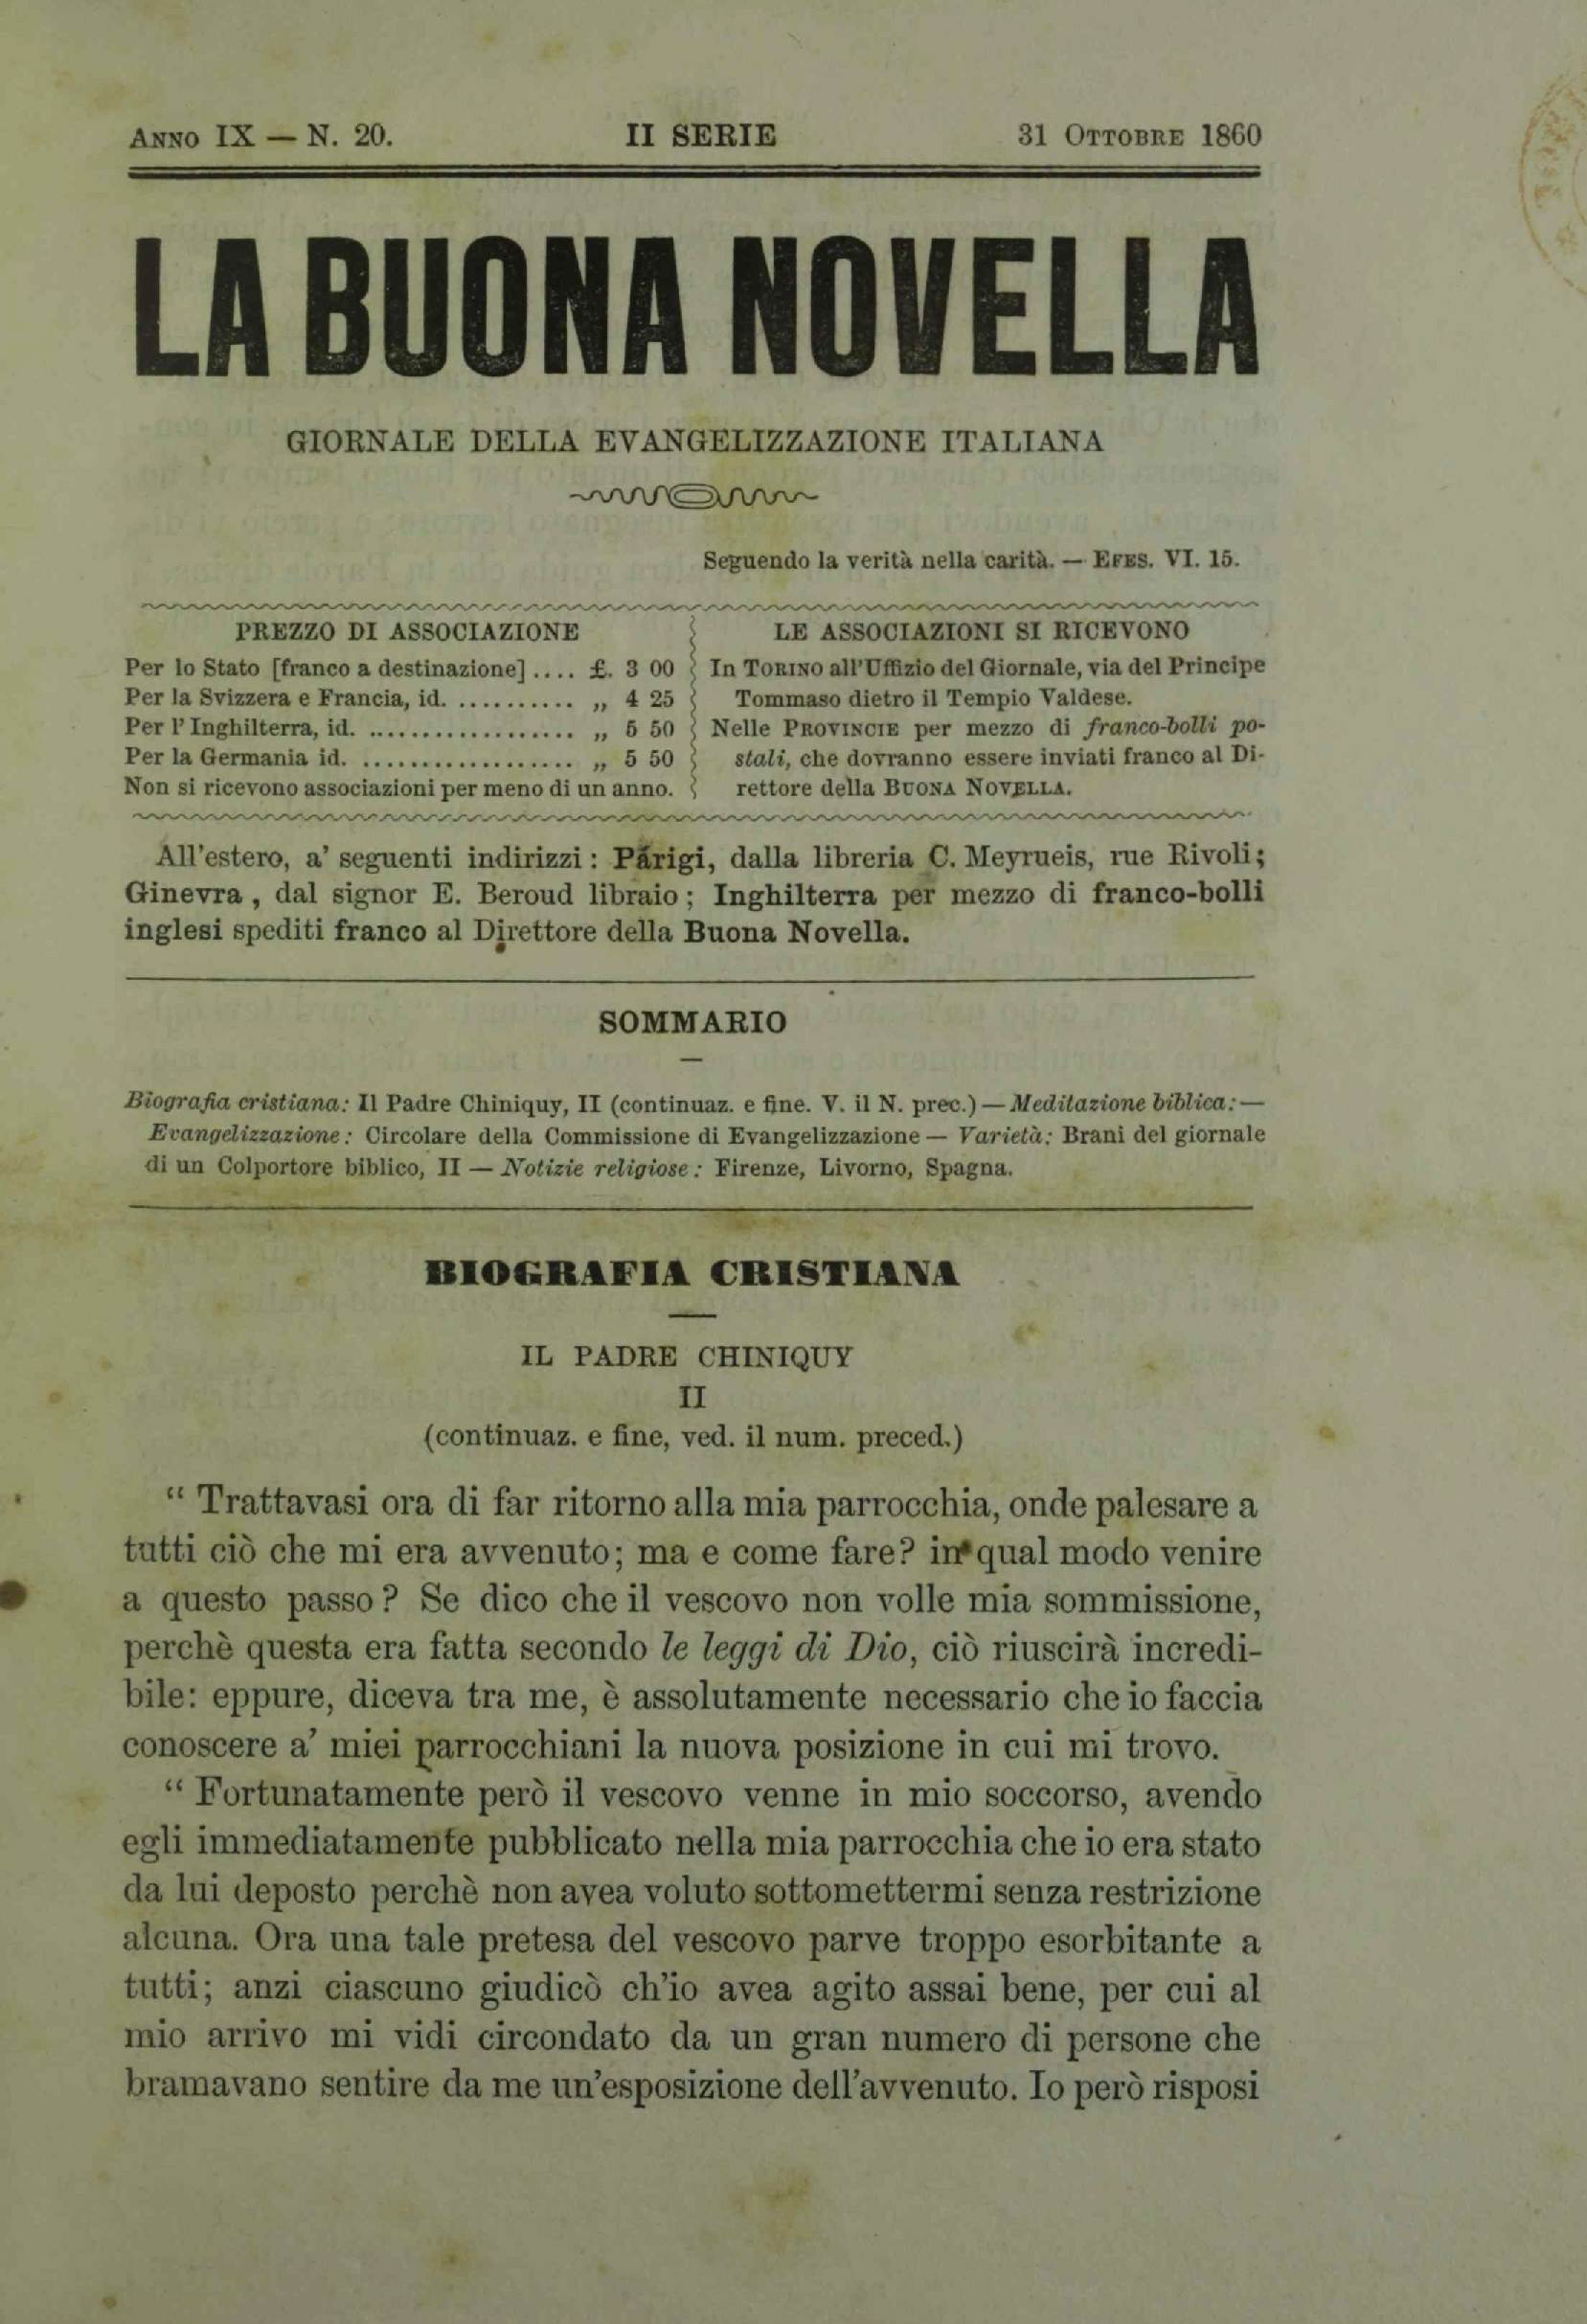 ANNO IX — N. 20.
II SERIE
31 OTTOBRE 1860
LA BUONA NOVELLA
GIORNALE DELLA EVANGELIZZAZIONE ITALIANA
Seguendo la verità nella carità. — EFES. VI. 15.
PREZZO DI ASSOCIAZIONE
Per lo Stato [franco a destinazione] .... £. 3 00
Per la Svizzera e Francia, id. ........... „ 4 25
Per l' Inghilterra, id. .................. „ 5 50
Per la Germania id. .................. „ 5 50
Non si ricevono associazioni per meno di un anno.
LE ASSOCIAZIONI SI RICEVONO
In TORINO all'Uffizio del Giornale, via del Principe
Tommaso dietro il Tempio Valdese.
Nelle PROVINCIE per mezzo di franco-bolli po-
stali, che dovranno essere inviati franco al Di-
rettore della BUONA NOVELLA.
All'estero, a' seguenti indirizzi: Parigi, dalla libreria C. Meyrueis, rue Rivoli;
Ginevra, dal signor E. Beroud libraio; Inghilterra per mezzo di franco-bolli
inglesi spediti franco al Direttore della Buona Novella.
SOMMARIO
Biografia cristiana: Il Padre Chiniquy, II (continuaz. e fine. V. il N. prec.) — Meditazione biblica: —
Evangelizzazione: Circolare della Commissione di Evangelizzazione — Varietà: Brani del giornale
di un Colportore biblico, II — Notizie religiose: Firenze, Livorno, Spagna.
BIOGRAFIA CRISTIANA
IL PADRE CHINIQUY
II
(continuaz. e fine, ved. il num. preced.)
“ Trattavasi ora di far ritorno alla mia parrocchia, onde palesare a
tutti ciò che mi era avvenuto; ma e come fare? in qual modo venire
a questo passo? Se dico che il vescovo non volle mia sommissione,
perchè questa era fatta secondo le leggi di Dio, ciò riuscirà incredi-
bile: eppure, diceva tra me, è assolutamente necessario che io faccia
conoscere a' miei parrocchiani la nuova posizione in cui mi trovo.
“ Fortunatamente però il vescovo venne in mio soccorso, avendo
egli immediatamente pubblicato nella mia parrocchia che io era stato
da lui deposto perchè non avea voluto sottomettermi senza restrizione
alcuna. Ora una tale pretesa del vescovo parve troppo esorbitante a
tutti; anzi ciascuno giudicò ch'io avea agito assai bene, per cui al
mio arrivo mi vidi circondato da un gran numero di persone che
bramavano sentire da me un'esposizione dell'avvenuto. Io però risposi